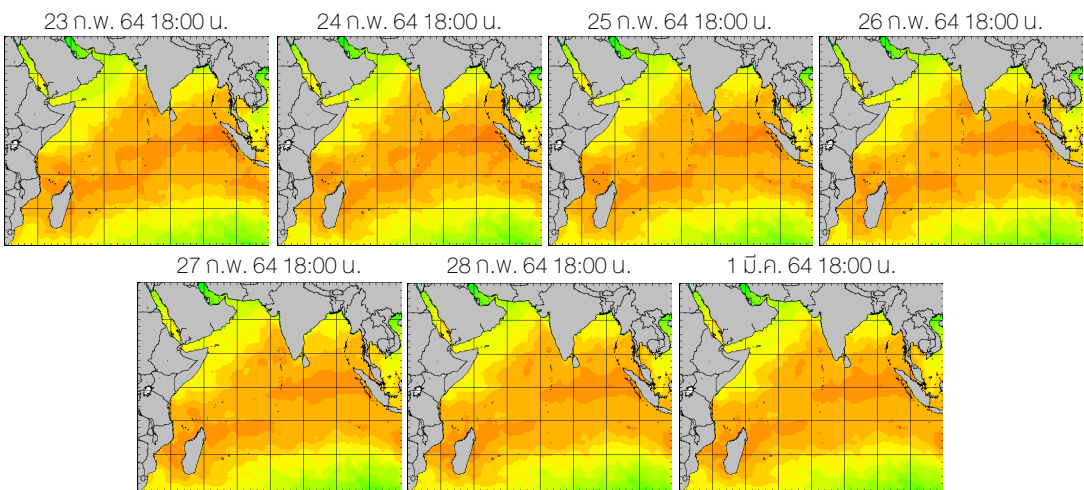 23 ก.พ. 64 18:00 น.
24 ก.พ. 64 18:00 น.
25 ก.พ. 64 18:00 น.
26 ก.พ. 64 18:00 น.
27 ก.พ. 64 18:00 น.
28 ก.พ. 64 18:00 น.
1 มี.ค. 64 18:00 น.